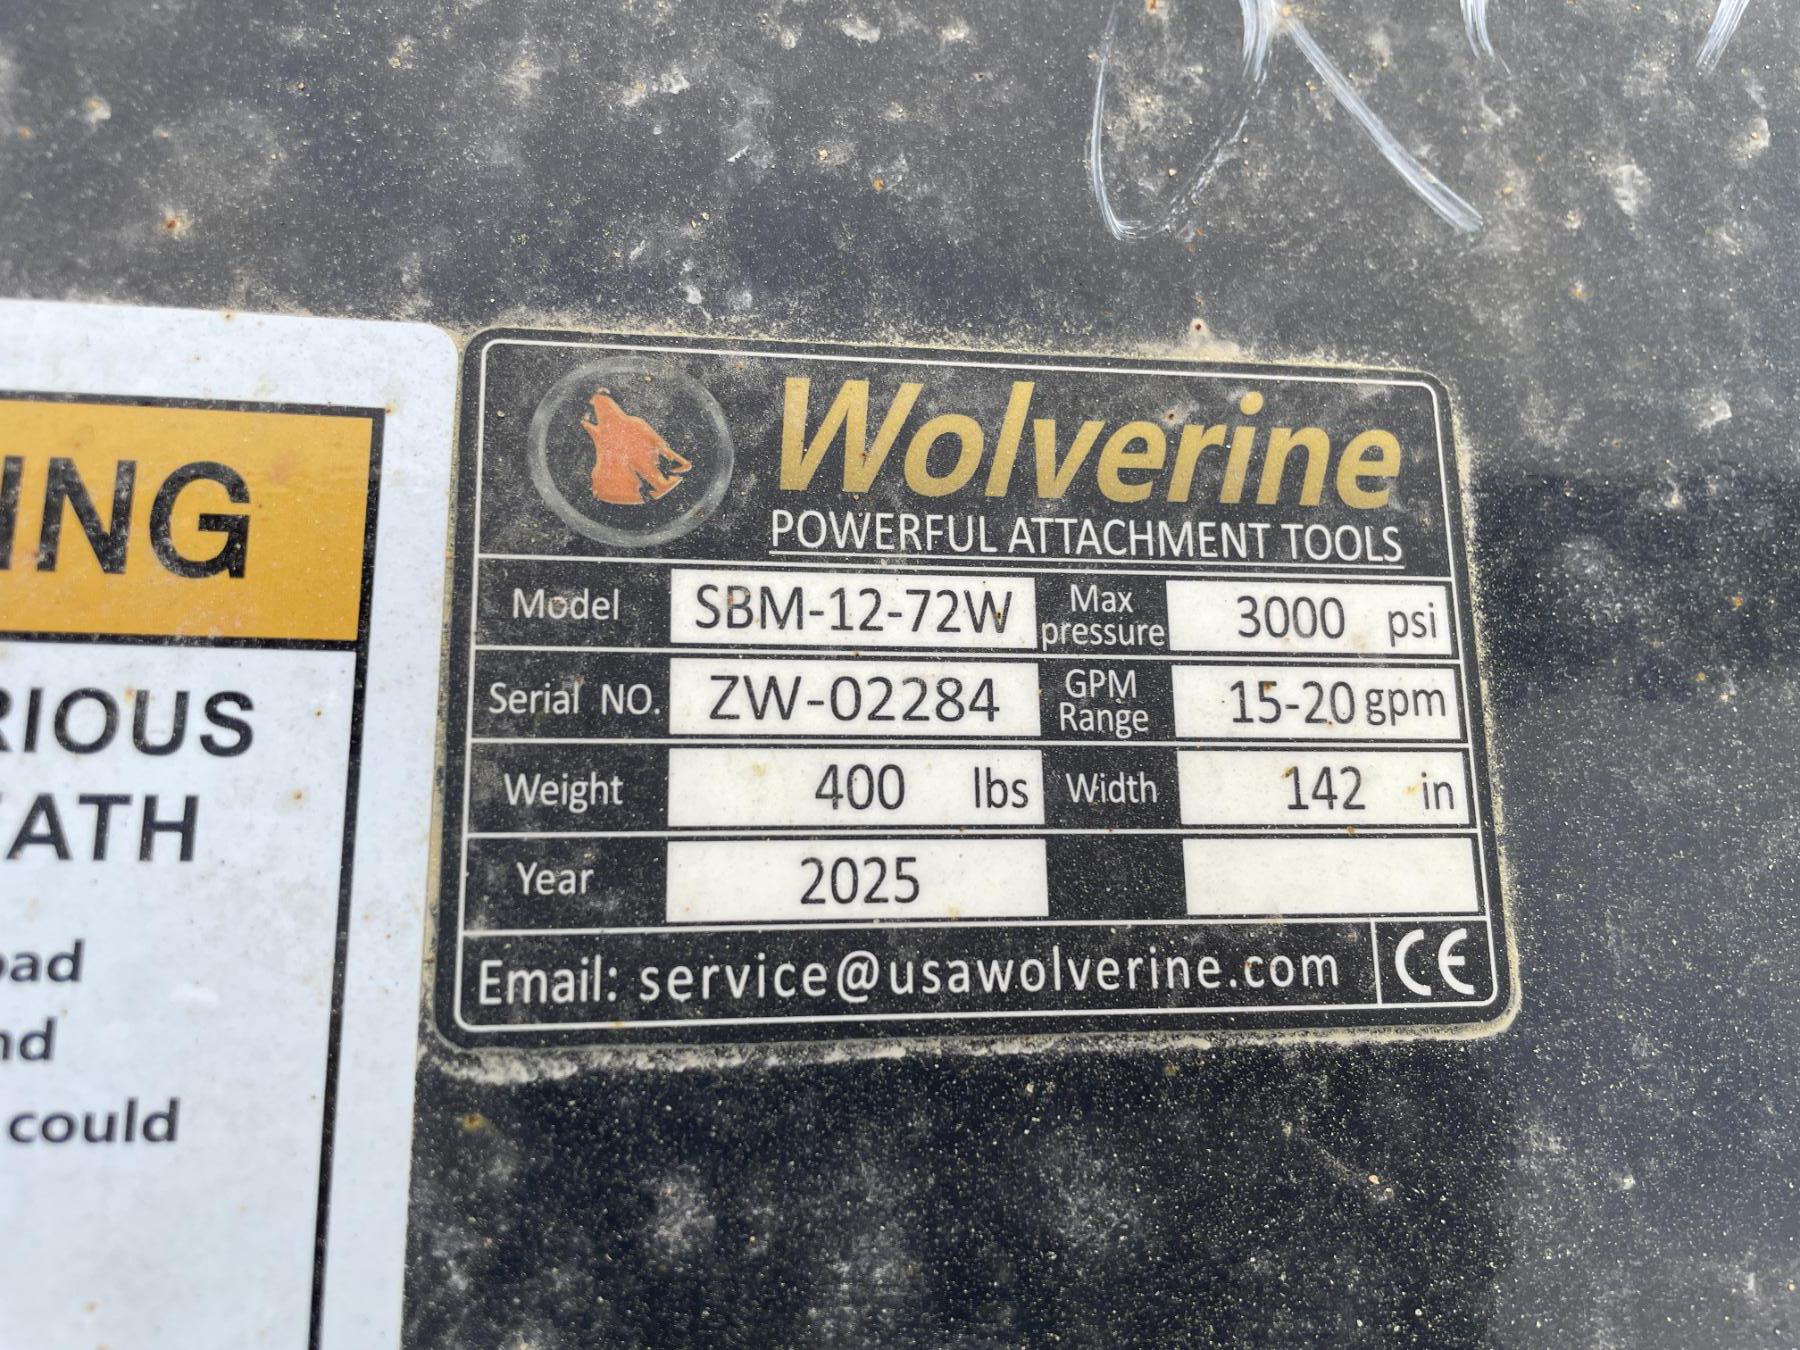 Wolverine
POWERFUL ATTACHMENT TOOLS
Model SBM-12-72W Max pressure 3000 psi
Serial NO. ZW-02284 GPM Range 15-20 gpm
Weight 400 lbs Width 142 in
Year 2025
Email: service@usawolverine.com CE
ING
RIOUS
EATH
oad
nd
could